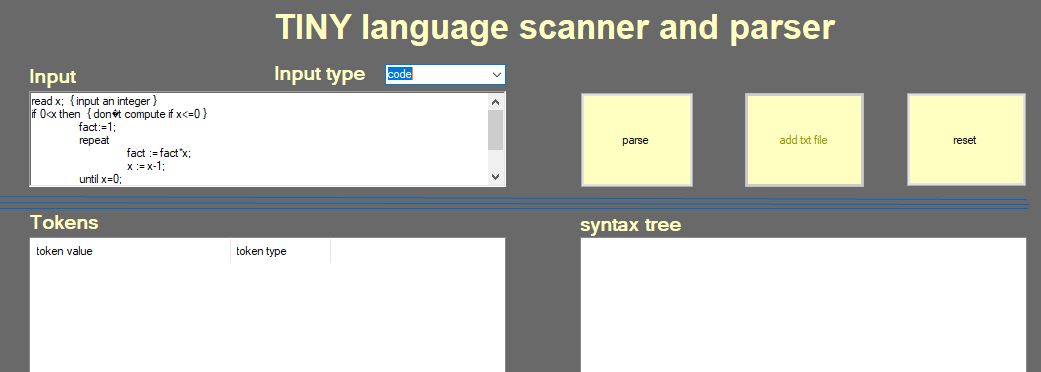 TINY language scanner and parser
Input
Input type
code
read x; { input an integer }
if 0<x then { don�t compute if x<=0 }
fact:=1;
repeat
fact := fact*x;
x := x-1;
until x=0;
parse
add txt file
reset
Tokens
syntax tree
token value
token type